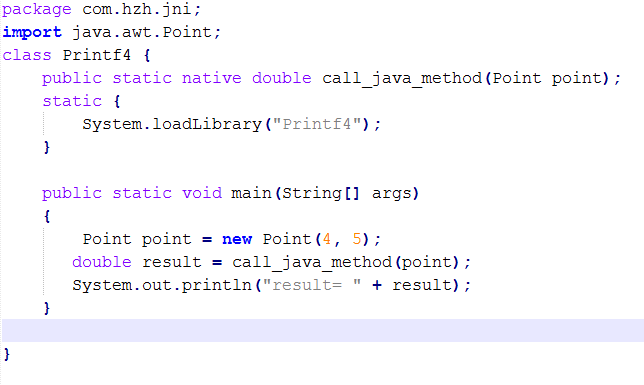 package com.hzh.jni;
import java.awt.Point;
class Printf4 {
    public static native double call_java_method(Point point);
    static {
        System.loadLibrary("Printf4");
    }

    public static void main(String[] args)
    {
        Point point = new Point(4, 5);
       double result = call_java_method(point);
       System.out.println("result= " + result);
    }

}